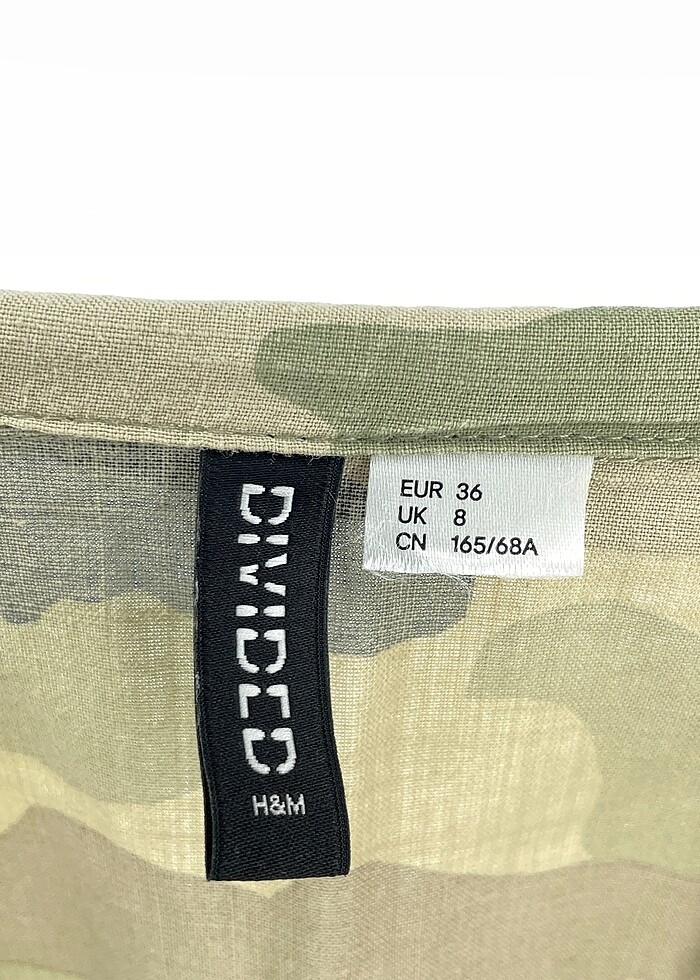 DIVIDED
H&M
EUR 36
UK 8
CN 165/68A